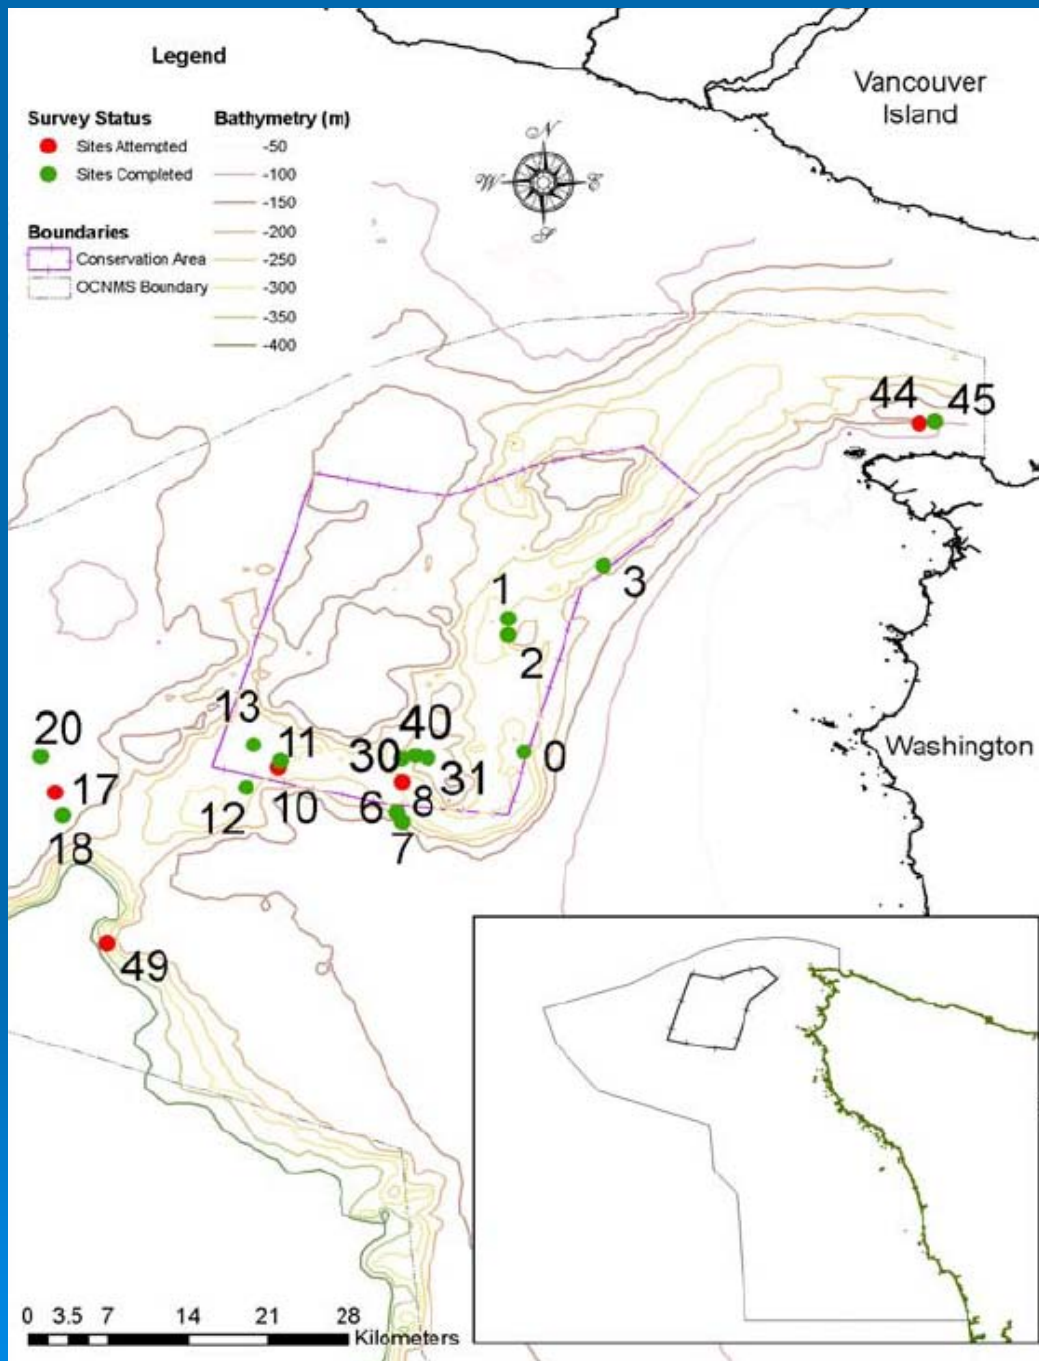 Legend
Survey Status
Sites Attempted
Sites Completed
Boundaries
Conservation Area
OCNMS Boundary
Bathymetry (m)
-50
-100
-150
-200
-250
-300
-350
-400
N
W E
S
Vancouver
Island
44 45
3
1
2
13
20
11
40
30
0
Washington
17
31
10
8
6
12
7
18
49
0 3.5 7 14 21 28
Kilometers